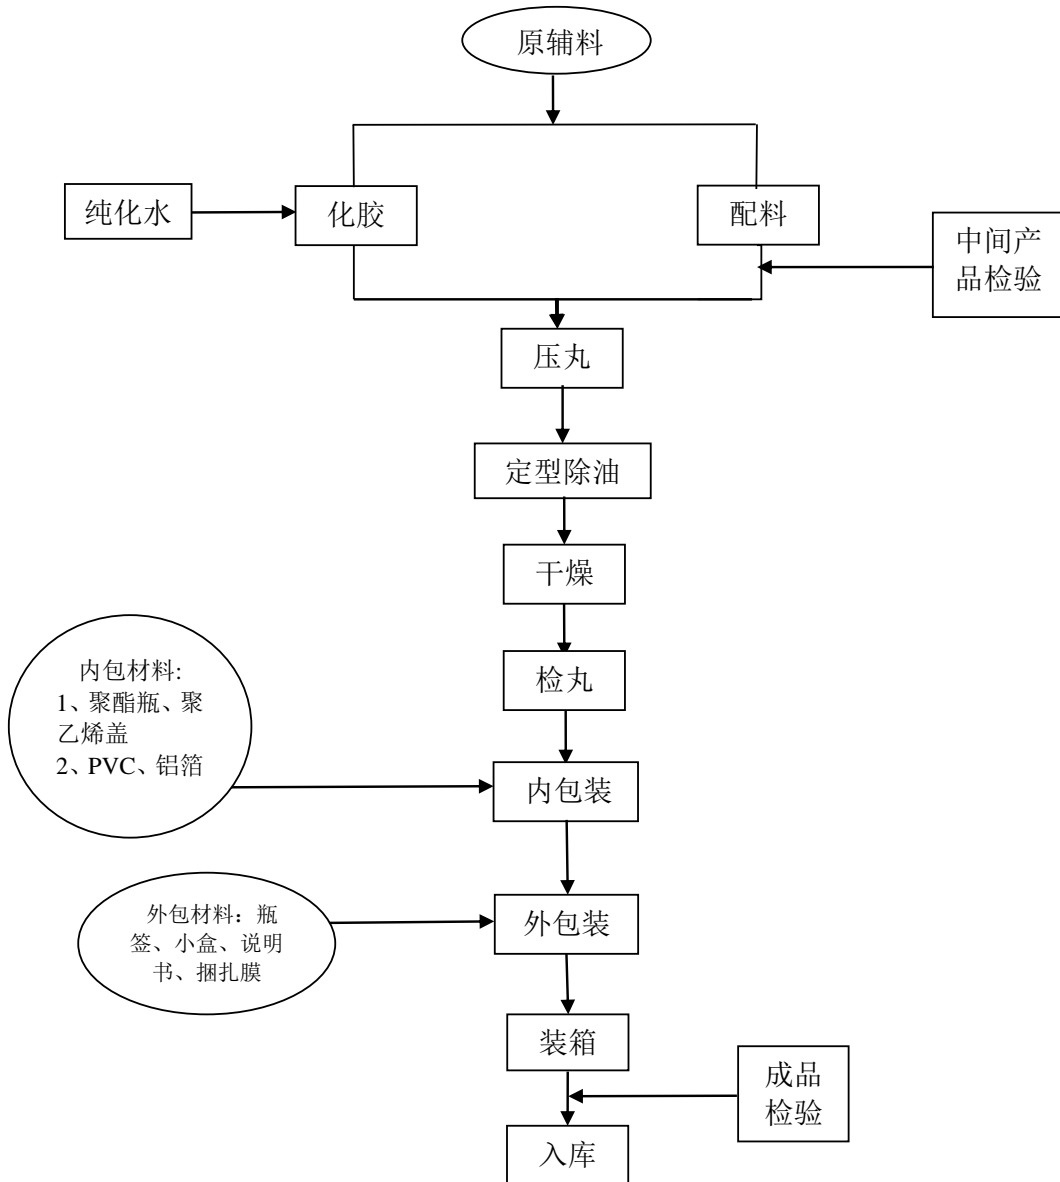 原辅料
纯化水
化胶
配料
中间产
品检验
压丸
定型除油
干燥
检丸
内包材料:
1、聚酯瓶、聚
乙烯盖
2、PVC、铝箔
内包装
外包材料：瓶
签、小盒、说明
书、捆扎膜
外包装
装箱
成品
检验
入库